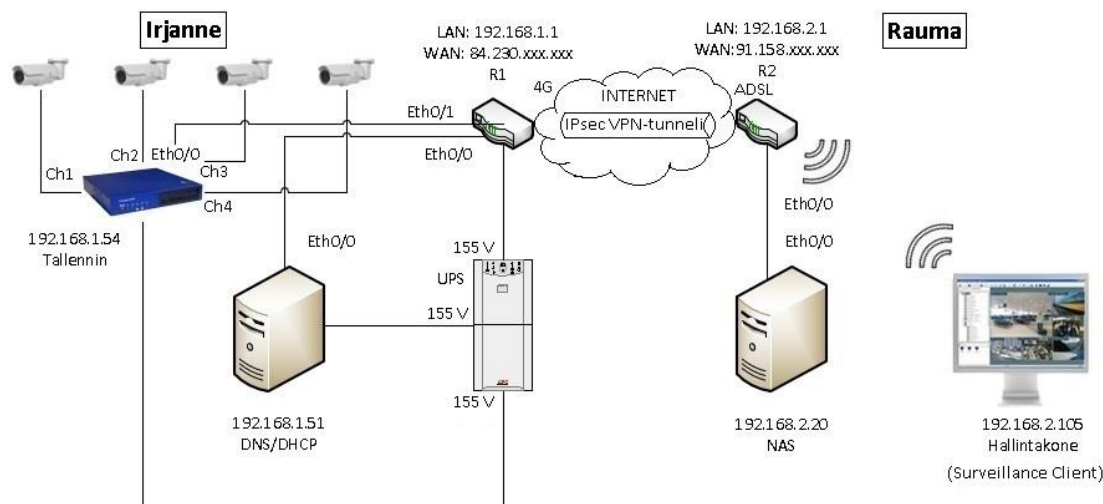 Irjanne
LAN: 192.168.1.1
WAN: 84.230.xxx.xxx
R1
LAN: 192.168.2.1
WAN:91.158.xxx.xxx
R2
Rauma
4G
INTERNET
ADSL
IPsec VPN-tunneli
Eth0/1
Eth0/0
Ch1
Ch2
Eth0/0
Ch3
Ch4
192.168.1.54
Tallennin
Eth0/0
155 V
UPS
155 V
155 V
192.168.1.51
DNS/DHCP
Eth0/0
Eth0/0
192.168.2.20
NAS
192.168.2.105
Hallintakone
(Surveillance Client)